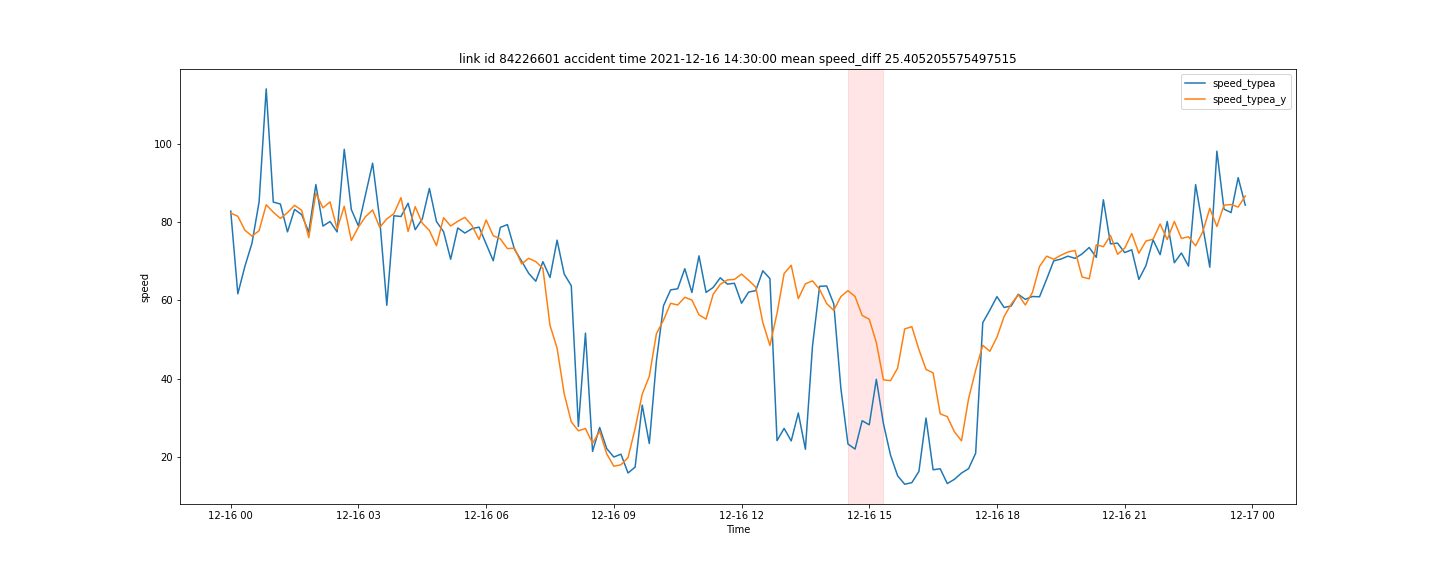 link id 84226601 accident time 2021-12-16 14:30:00 mean speed_diff 25.405205575497515
speed_typea
speed_typea_y
speed
100
80
60
40
20
12-16 00 12-16 03 12-16 06 12-16 09 12-16 12 12-16 15 12-16 18 12-16 21 12-17 00
Time